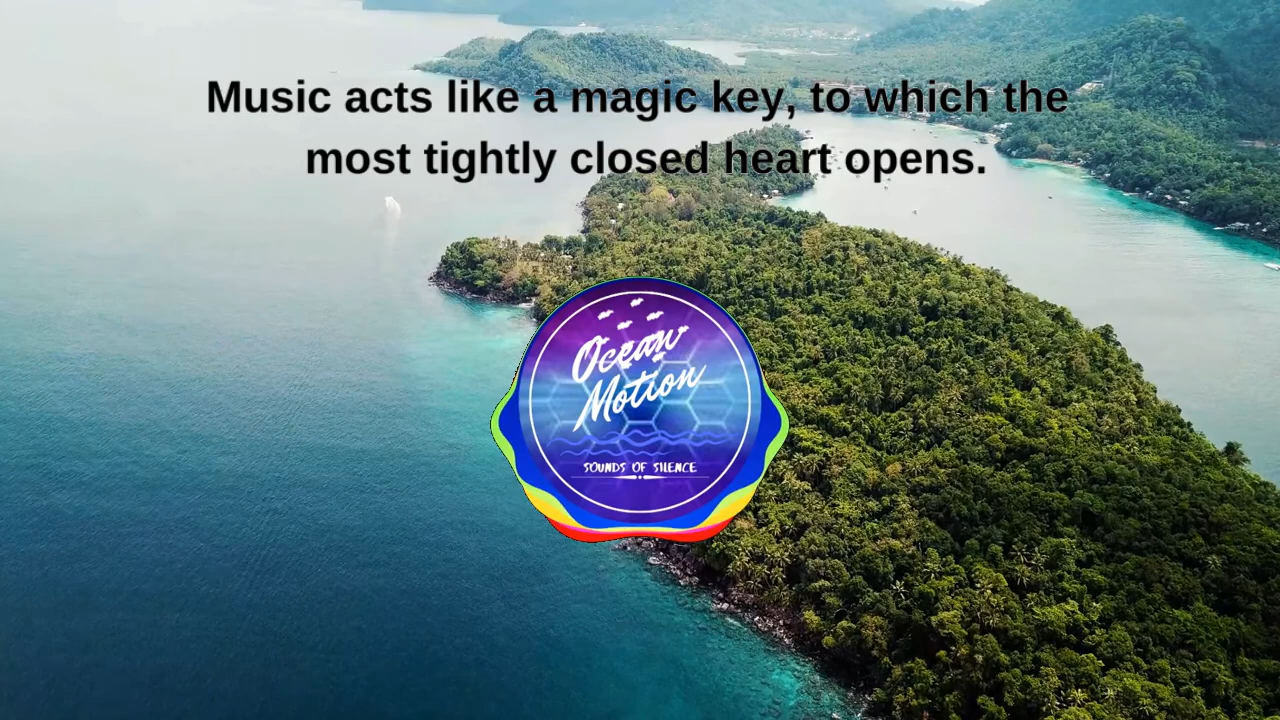 Music acts like a magic key, to which the
most tightly closed heart opens.
Ocean
Motion
SOUNDS OF SILENCE